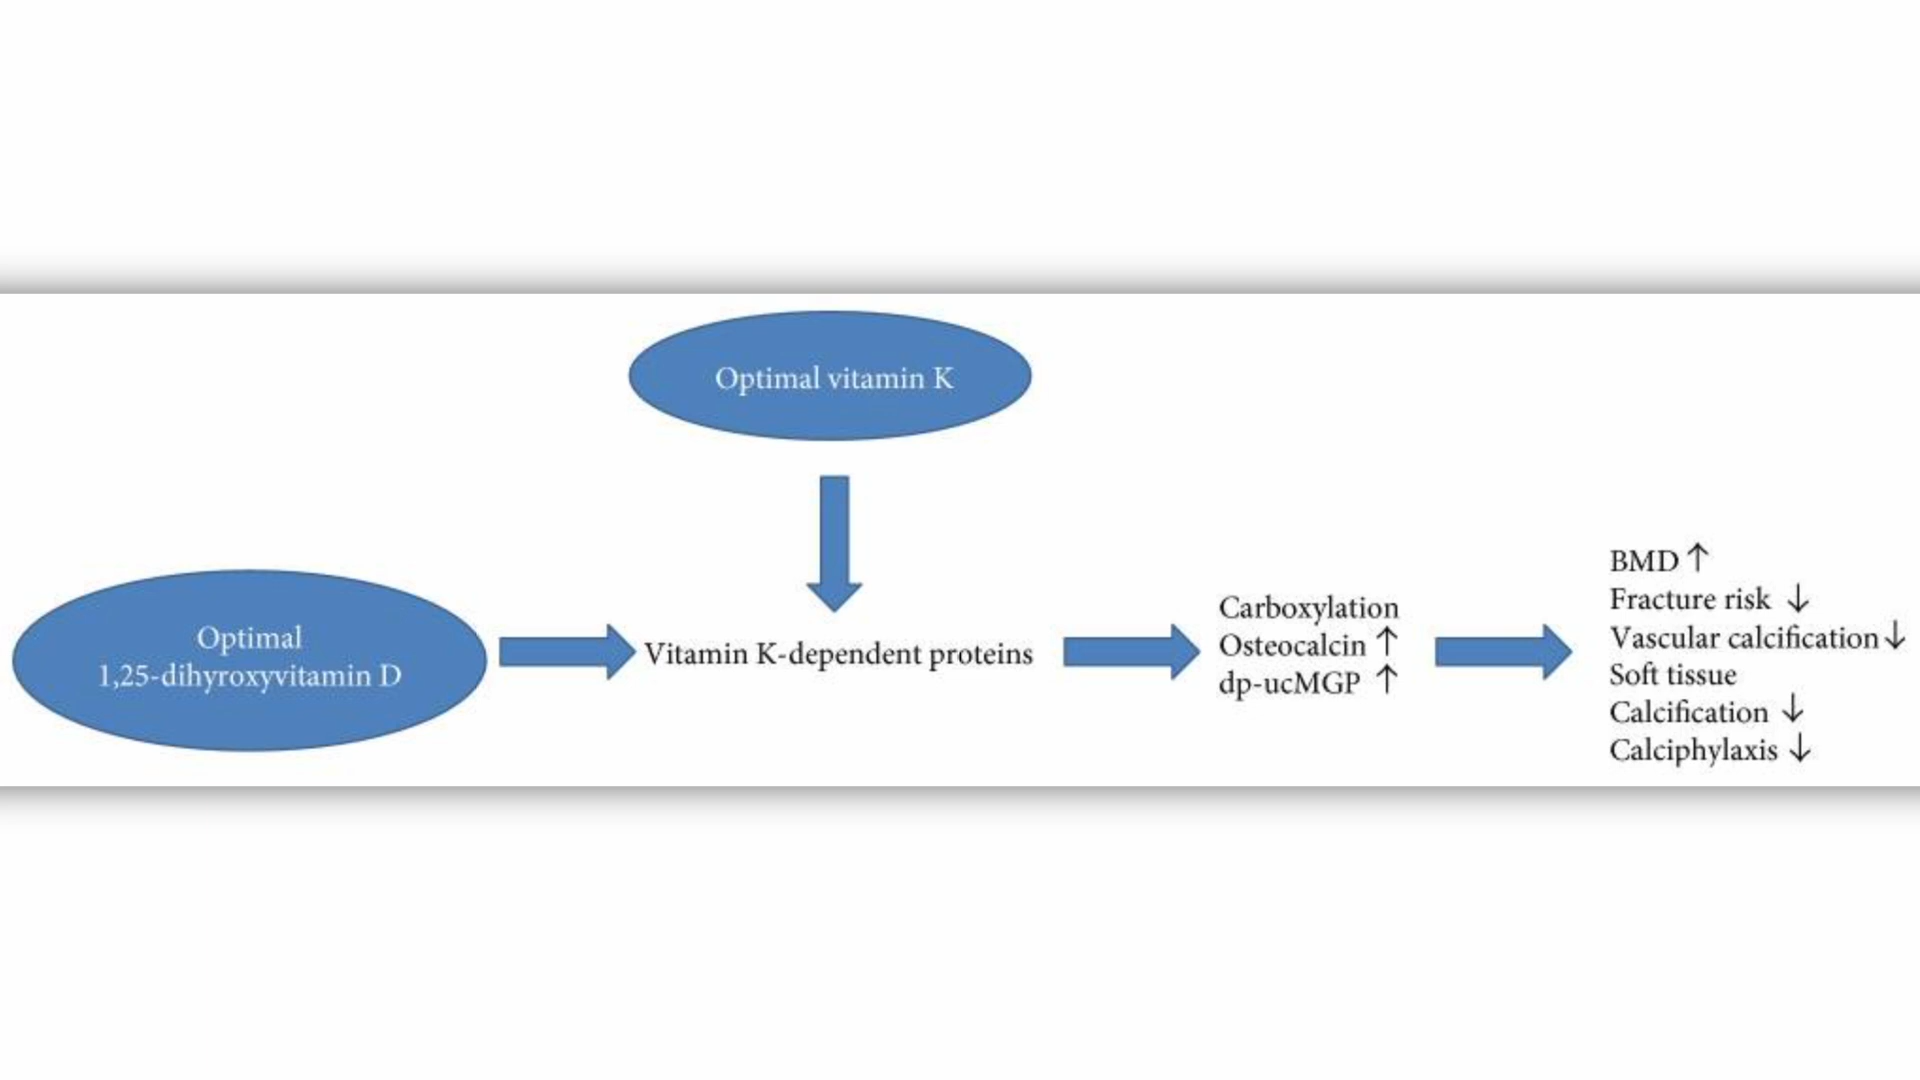 Optimal vitamin K
Optimal
1,25-dihyroxyvitamin D
Vitamin K-dependent proteins
Carboxylation
Osteocalcin ↑
dp-ucMGP ↑
BMD ↑
Fracture risk ↓
Vascular calcification ↓
Soft tissue
Calcification ↓
Calciphylaxis ↓